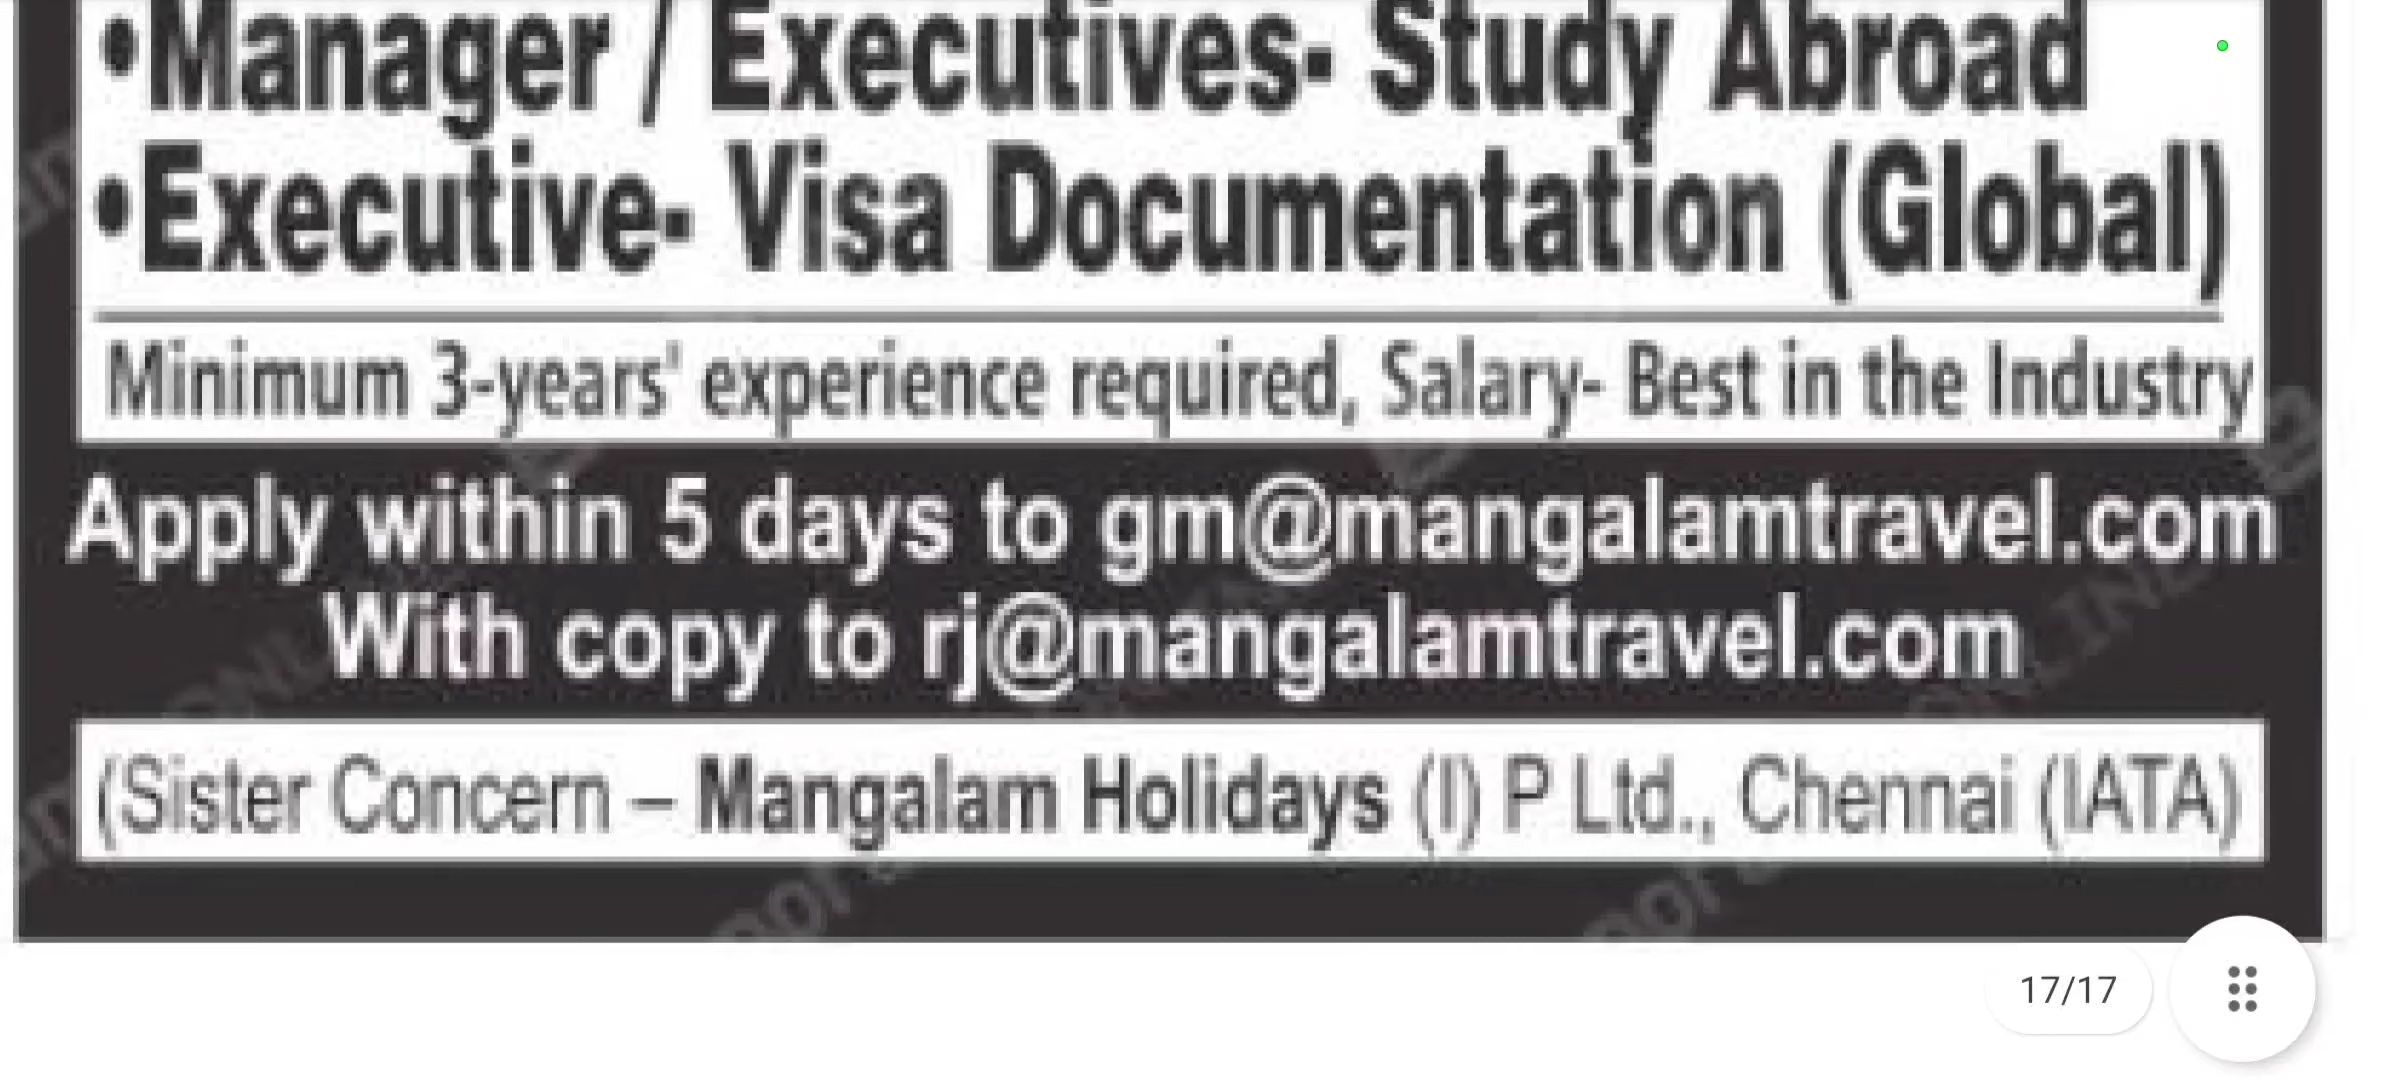 •Manager / Executives- Study Abroad
•Executive- Visa Documentation (Global)
Minimum 3-years' experience required, Salary- Best in the Industry
Apply within 5 days to gm@mangalamtravel.com
With copy to rj@mangalamtravel.com
(Sister Concern – Mangalam Holidays (I) P Ltd., Chennai (IATA)
17/17